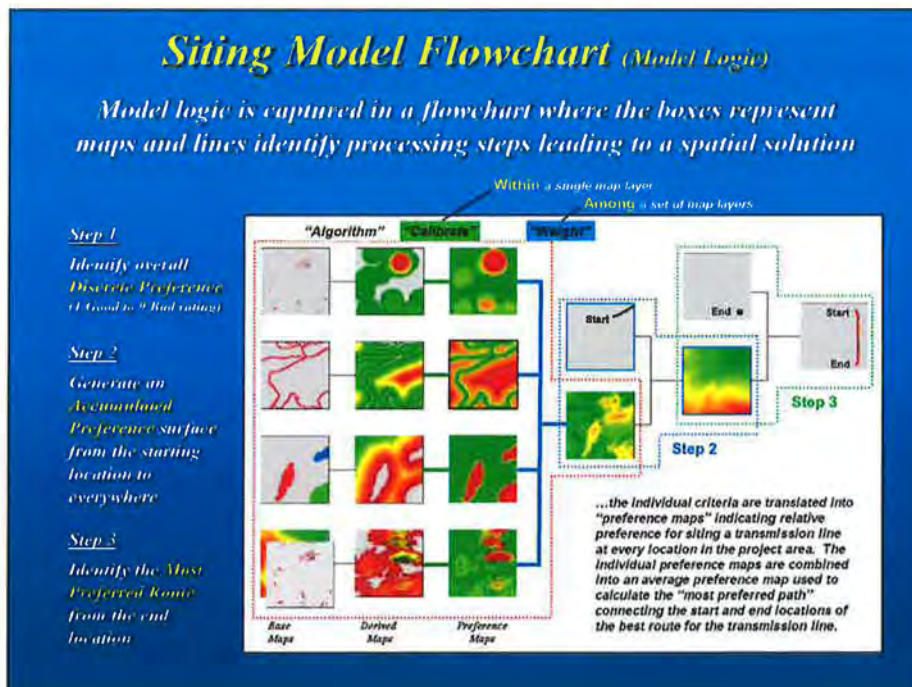 Siting Model Flowchart (Model Logic)
Model logic is captured in a flowchart where the boxes represent
maps and lines identify processing steps leading to a spatial solution
Within a single map layer
Among a set of map layers
Step 1
Identify overall
Discrete Preference
(1 Good to 9 Bad rating)
Step 2
Generate an
Accumulated
Preference surface
from the starting
location to
everywhere
Step 3
Identify the Most
Preferred Route
from the end
location
"Algorithm" "Calibrate" "Weight"
Start
End
Start
End
Step 3
Step 2
...the individual criteria are translated into
"preference maps" indicating relative
preference for siting a transmission line
at every location in the project area. The
individual preference maps are combined
into an average preference map used to
calculate the "most preferred path"
connecting the start and end locations of
the best route for the transmission line.
Base
Maps
Derived
Maps
Preference
Maps